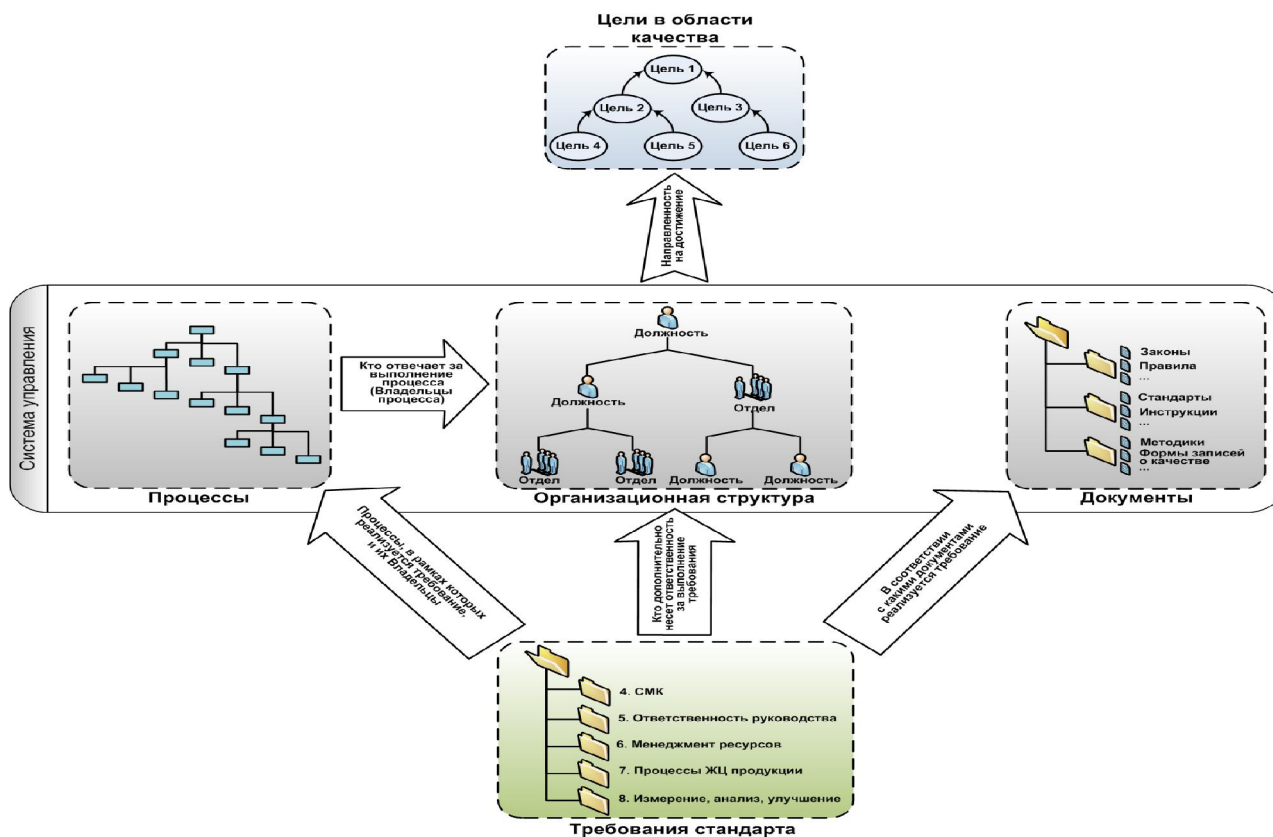 Цели в области
качества
Цель 1
Цель 2
Цель 3
Цель 4
Цель 5
Цель 6
Направленность
на достижение
Система управления
Кто отвечает за
выполнение
процесса
(Владельцы
процесса)
Должность
Должность
Отдел
Отдел
Отдел
Должность
Должность
Законы
Правила
...
Стандарты
Инструкции
...
Методики
Формы записей
о качестве
...
Процессы
Организационная структура
Документы
Процессы, в рамках которых
реализуется требование,
и их Владельцы
Кто дополнительно
несет ответственность
за выполнение
требования
В соответствии
с какими документами
реализуется требование
4. СМК
5. Ответственность руководства
6. Менеджмент ресурсов
7. Процессы ЖЦ продукции
8. Измерение, анализ, улучшение
Требования стандарта